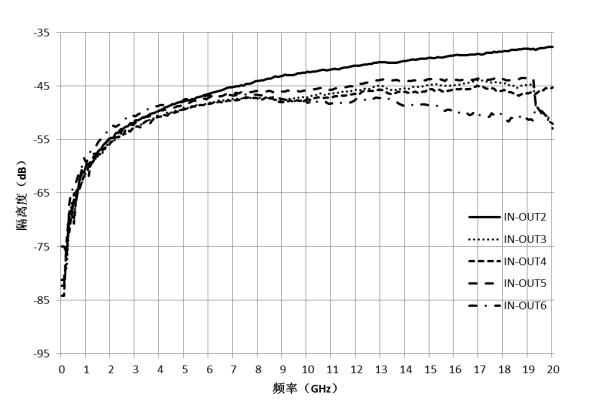 -35
-45
-55
-65
-75
-85
-95
隔离度（dB）
IN-OUT2
IN-OUT3
IN-OUT4
IN-OUT5
IN-OUT6
0 1 2 3 4 5 6 7 8 9 10 11 12 13 14 15 16 17 18 19 20
频率（GHz）